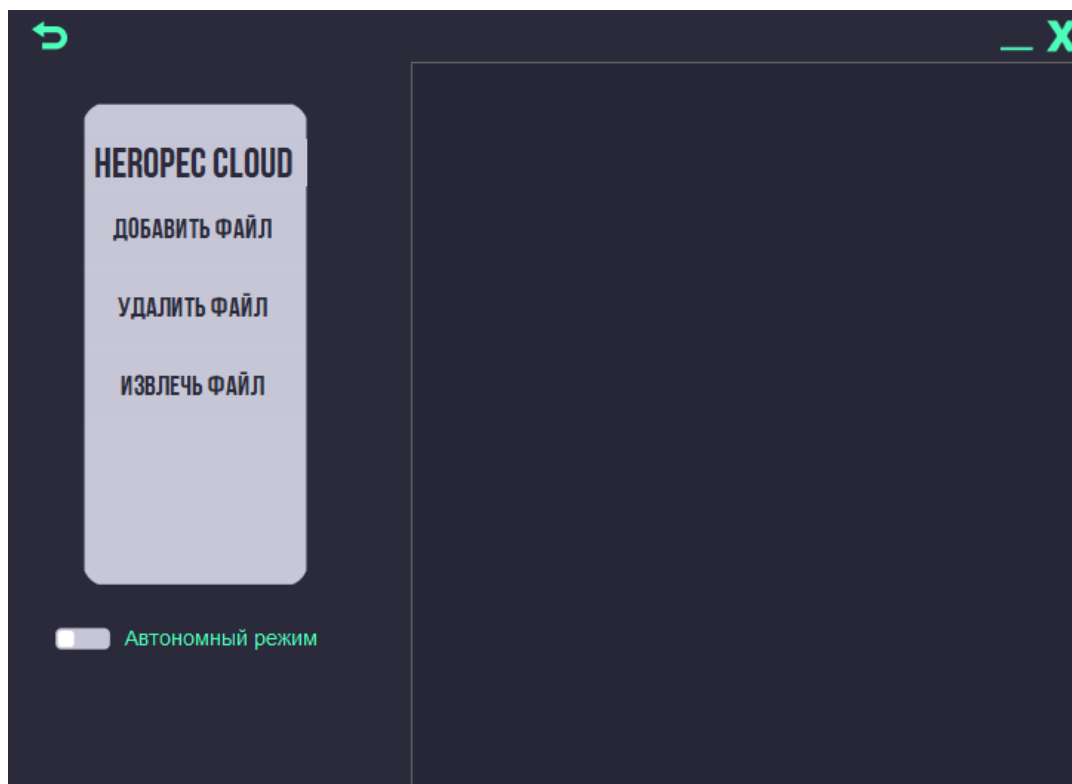 X
HEROPEC CLOUD
ДОБАВИТЬ ФАЙЛ
УДАЛИТЬ ФАЙЛ
ИЗВЛЕЧЬ ФАЙЛ
Автономный режим